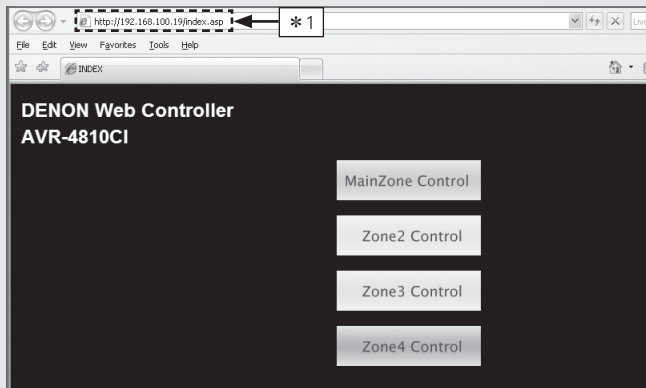 http://192.168.100.19/index.asp
*1
Live
File Edit View Favorites Tools Help
INDEX
DENON Web Controller
AVR-4810CI
MainZone Control
Zone2 Control
Zone3 Control
Zone4 Control